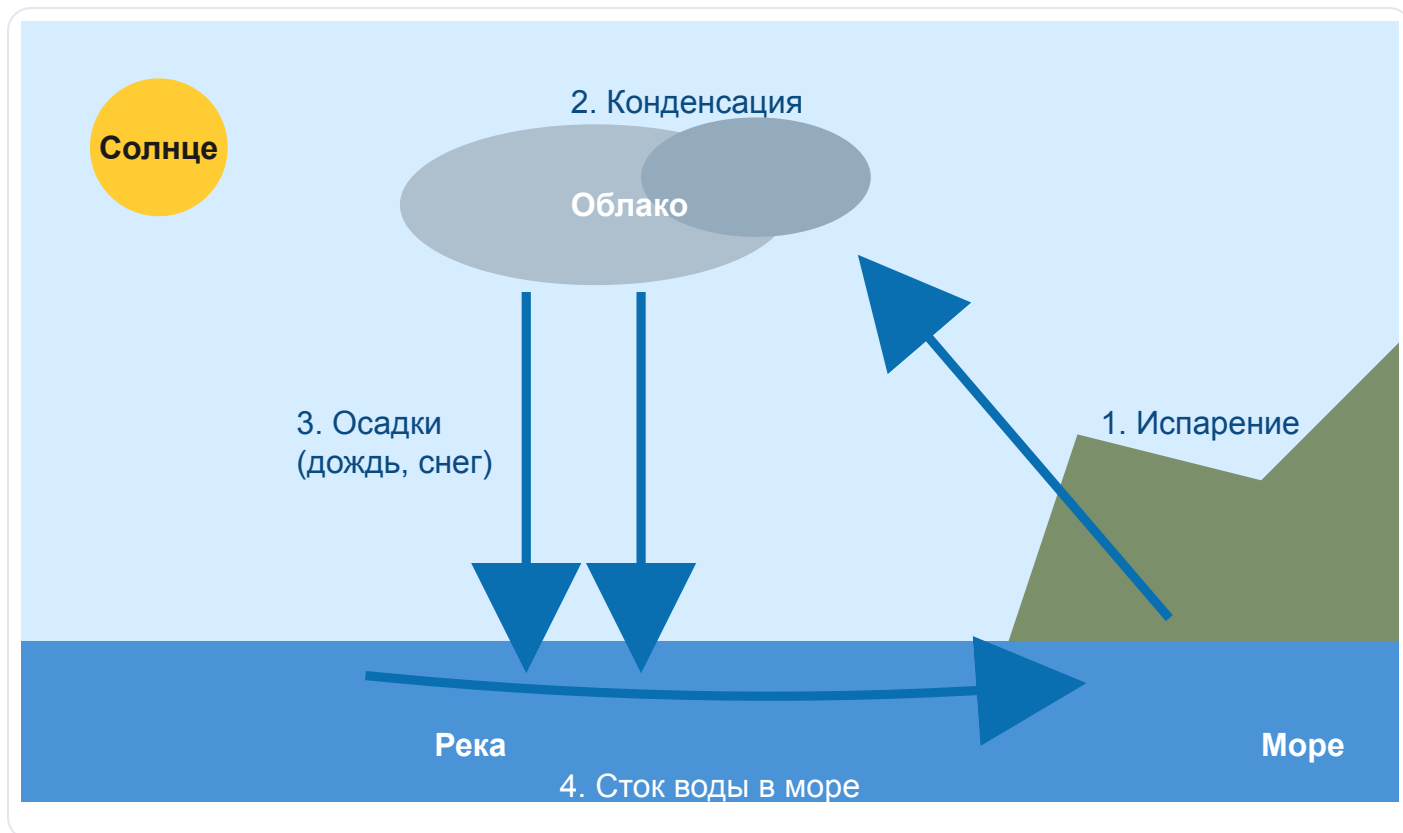 2. Конденсация
Солнце
Облако
3. Осадки
(дождь, снег)
1. Испарение
Река
Море
4. Сток воды в море